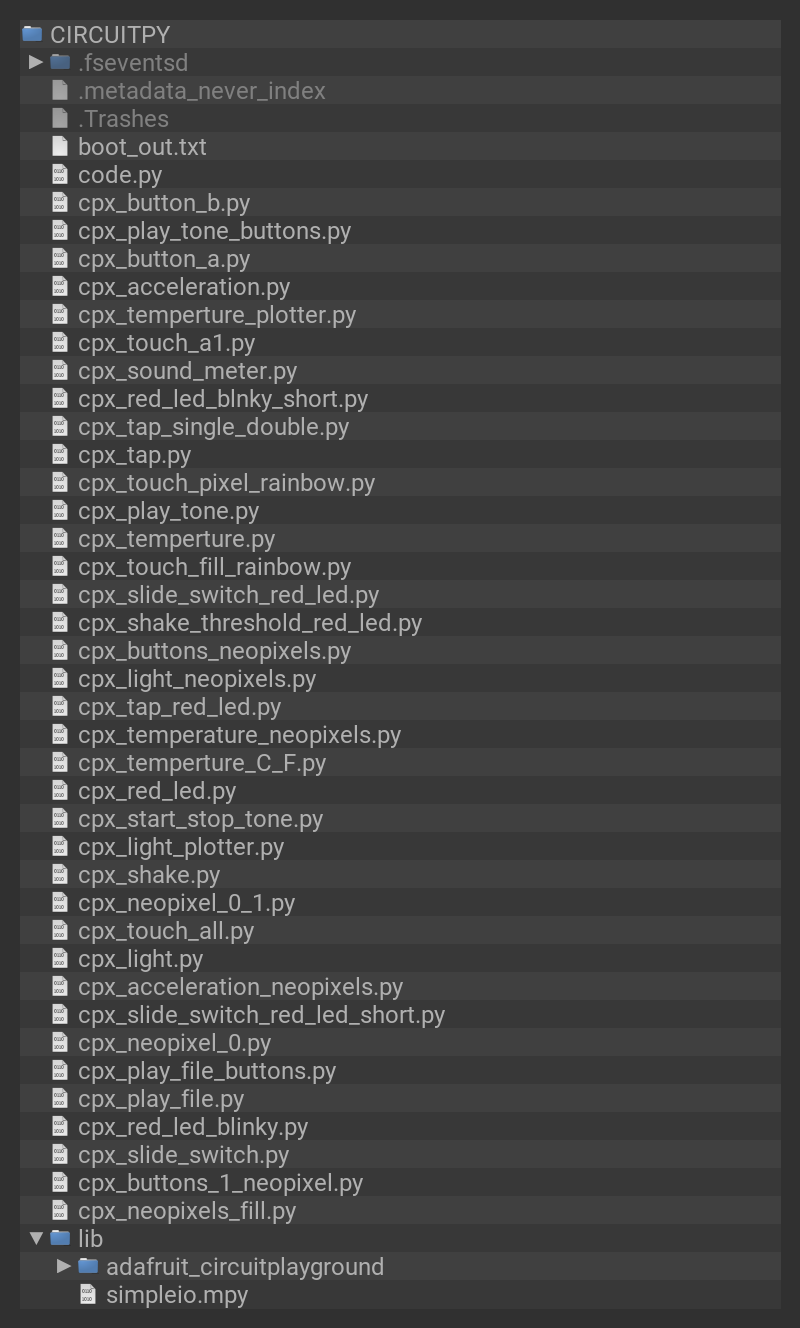 CIRCUITPY
.fseventsd
.metadata_never_index
.Trashes
boot_out.txt
code.py
cpx_button_b.py
cpx_play_tone_buttons.py
cpx_button_a.py
cpx_acceleration.py
cpx_temperture_plotter.py
cpx_touch_a1.py
cpx_sound_meter.py
cpx_red_led_blnky_short.py
cpx_tap_single_double.py
cpx_tap.py
cpx_touch_pixel_rainbow.py
cpx_play_tone.py
cpx_temperture.py
cpx_touch_fill_rainbow.py
cpx_slide_switch_red_led.py
cpx_shake_threshold_red_led.py
cpx_buttons_neopixels.py
cpx_light_neopixels.py
cpx_tap_red_led.py
cpx_temperature_neopixels.py
cpx_temperture_C_F.py
cpx_red_led.py
cpx_start_stop_tone.py
cpx_light_plotter.py
cpx_shake.py
cpx_neopixel_0_1.py
cpx_touch_all.py
cpx_light.py
cpx_acceleration_neopixels.py
cpx_slide_switch_red_led_short.py
cpx_neopixel_0.py
cpx_play_file_buttons.py
cpx_play_file.py
cpx_red_led_blinky.py
cpx_slide_switch.py
cpx_buttons_1_neopixel.py
cpx_neopixels_fill.py
lib
adafruit_circuitplayground
simpleio.mpy